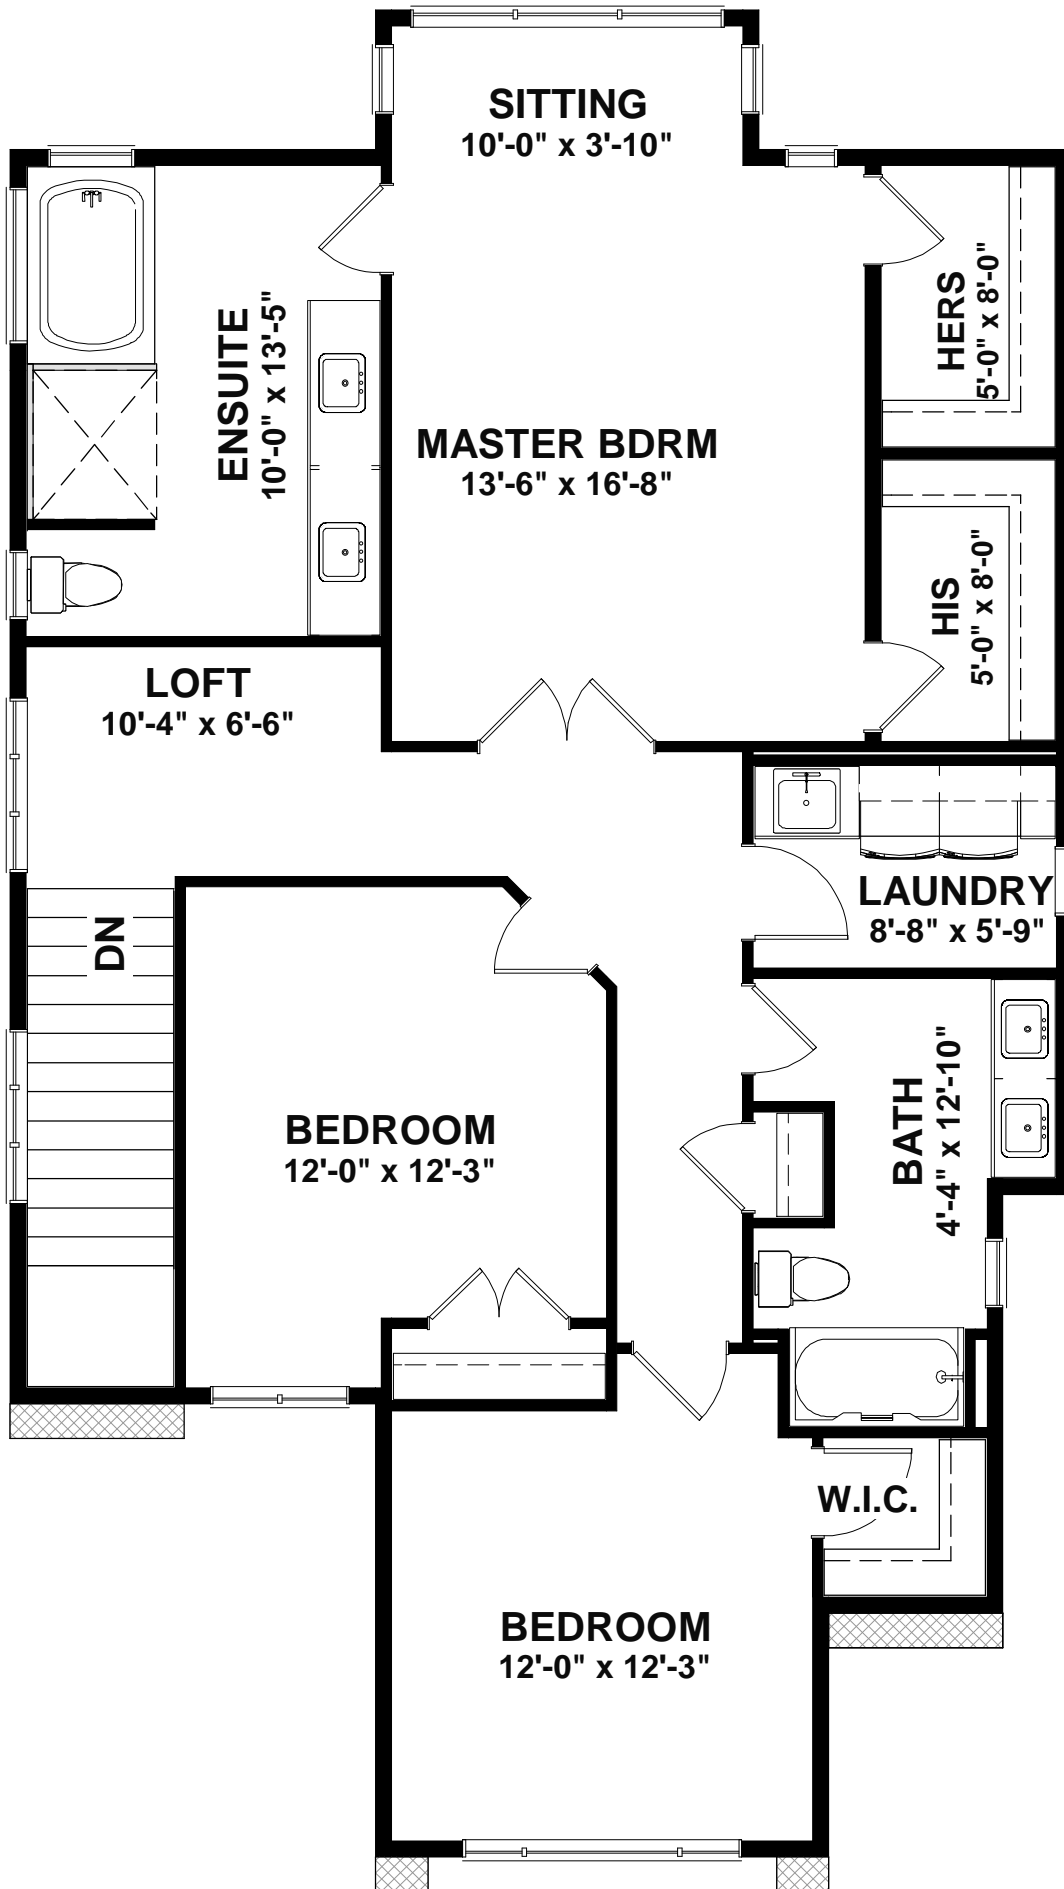 SITTING
10'-0" x 3'-10"
HERS
5'-0" x 8'-0"
ENSUITE
10'-0" x 13'-5"
MASTER BDRM
13'-6" x 16'-8"
HIS
5'-0" x 8'-0"
LOFT
10'-4" x 6'-6"
LAUNDRY
8'-8" x 5'-9"
DN
BATH
4'-4" x 12'-10"
BEDROOM
12'-0" x 12'-3"
W.I.C.
BEDROOM
12'-0" x 12'-3"